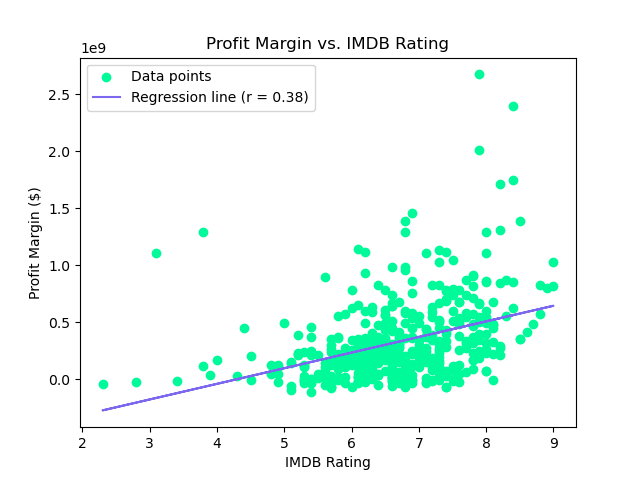 Profit Margin vs. IMDB Rating
1e9
Data points
Regression line (r = 0.38)
2.5
2.0
1.5
1.0
0.5
0.0
Profit Margin ($)
2 3 4 5 6 7 8 9
IMDB Rating